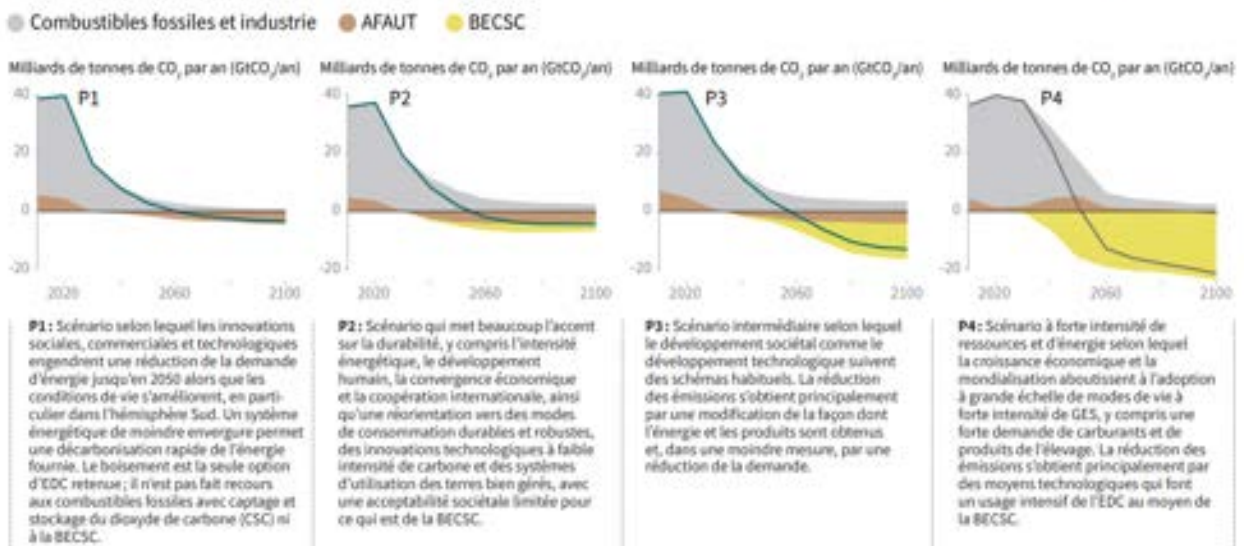 Combustibles fossiles et industrie AFAUT BECSC
Milliards de tonnes de CO₂ par an (GtCO₂/an)
40
P1
20
0
-20
2020 2060 2100
Milliards de tonnes de CO₂ par an (GtCO₂/an)
40
P2
20
0
-20
2020 2060 2100
Milliards de tonnes de CO₂ par an (GtCO₂/an)
40
P3
20
0
-20
2020 2060 2100
Milliards de tonnes de CO₂ par an (GtCO₂/an)
40
P4
20
0
-20
2020 2060 2100
P1 : Scénario selon lequel les innovations
sociales, commerciales et technologiques
engendrent une réduction de la demande
d'énergie jusqu'en 2050 alors que les
conditions de vie s'améliorent, en parti-
culier dans l'hémisphère Sud. Un système
énergétique de moindre envergure permet
une décarbonisation rapide de l'énergie
fournie. Le boisement est la seule option
d'EDC retenue ; il n'est pas fait recours
aux combustibles fossiles avec captage et
stockage du dioxyde de carbone (CSC) ni
à la BECSC.
P2 : Scénario qui met beaucoup l'accent
sur la durabilité, y compris l'intensité
énergétique, le développement
humain, la convergence économique
et la coopération internationale, ainsi
qu'une réorientation vers des modes
de consommation durables et robustes,
des innovations technologiques à faible
intensité de carbone et des systèmes
d'utilisation des terres bien gérés, avec
une acceptabilité sociétale limitée pour
ce qui est de la BECSC.
P3 : Scénario intermédiaire selon lequel
le développement sociétal comme le
développement technologique suivent
des schémas habituels. La réduction
des émissions s'obtient principalement
par une modification de la façon dont
l'énergie et les produits sont obtenus
et, dans une moindre mesure, par une
réduction de la demande.
P4 : Scénario à forte intensité de
ressources et d'énergie selon lequel
la croissance économique et la
mondialisation aboutissent à l'adoption
à grande échelle de modes de vie à
forte intensité de GES, y compris une
forte demande de carburants et de
produits de l'élevage. La réduction des
émissions s'obtient principalement par
des moyens technologiques qui font
un usage intensif de l'EDC au moyen de
la BECSC.